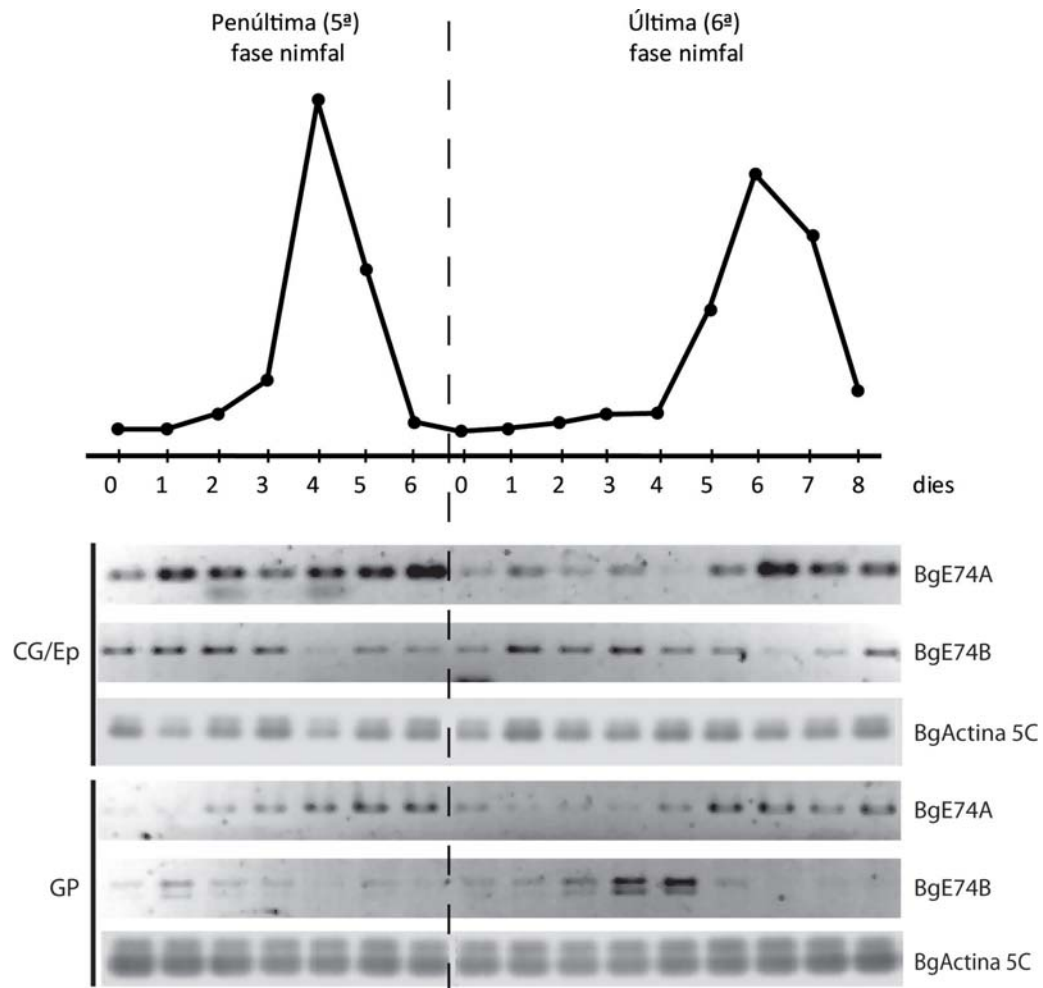 Penúltima (5ª)
fase nimfal
Última (6ª)
fase nimfal
0 1 2 3 4 5 6 0 1 2 3 4 5 6 7 8 dies
CG/Ep
BgE74A
BgE74B
BgActina 5C
GP
BgE74A
BgE74B
BgActina 5C